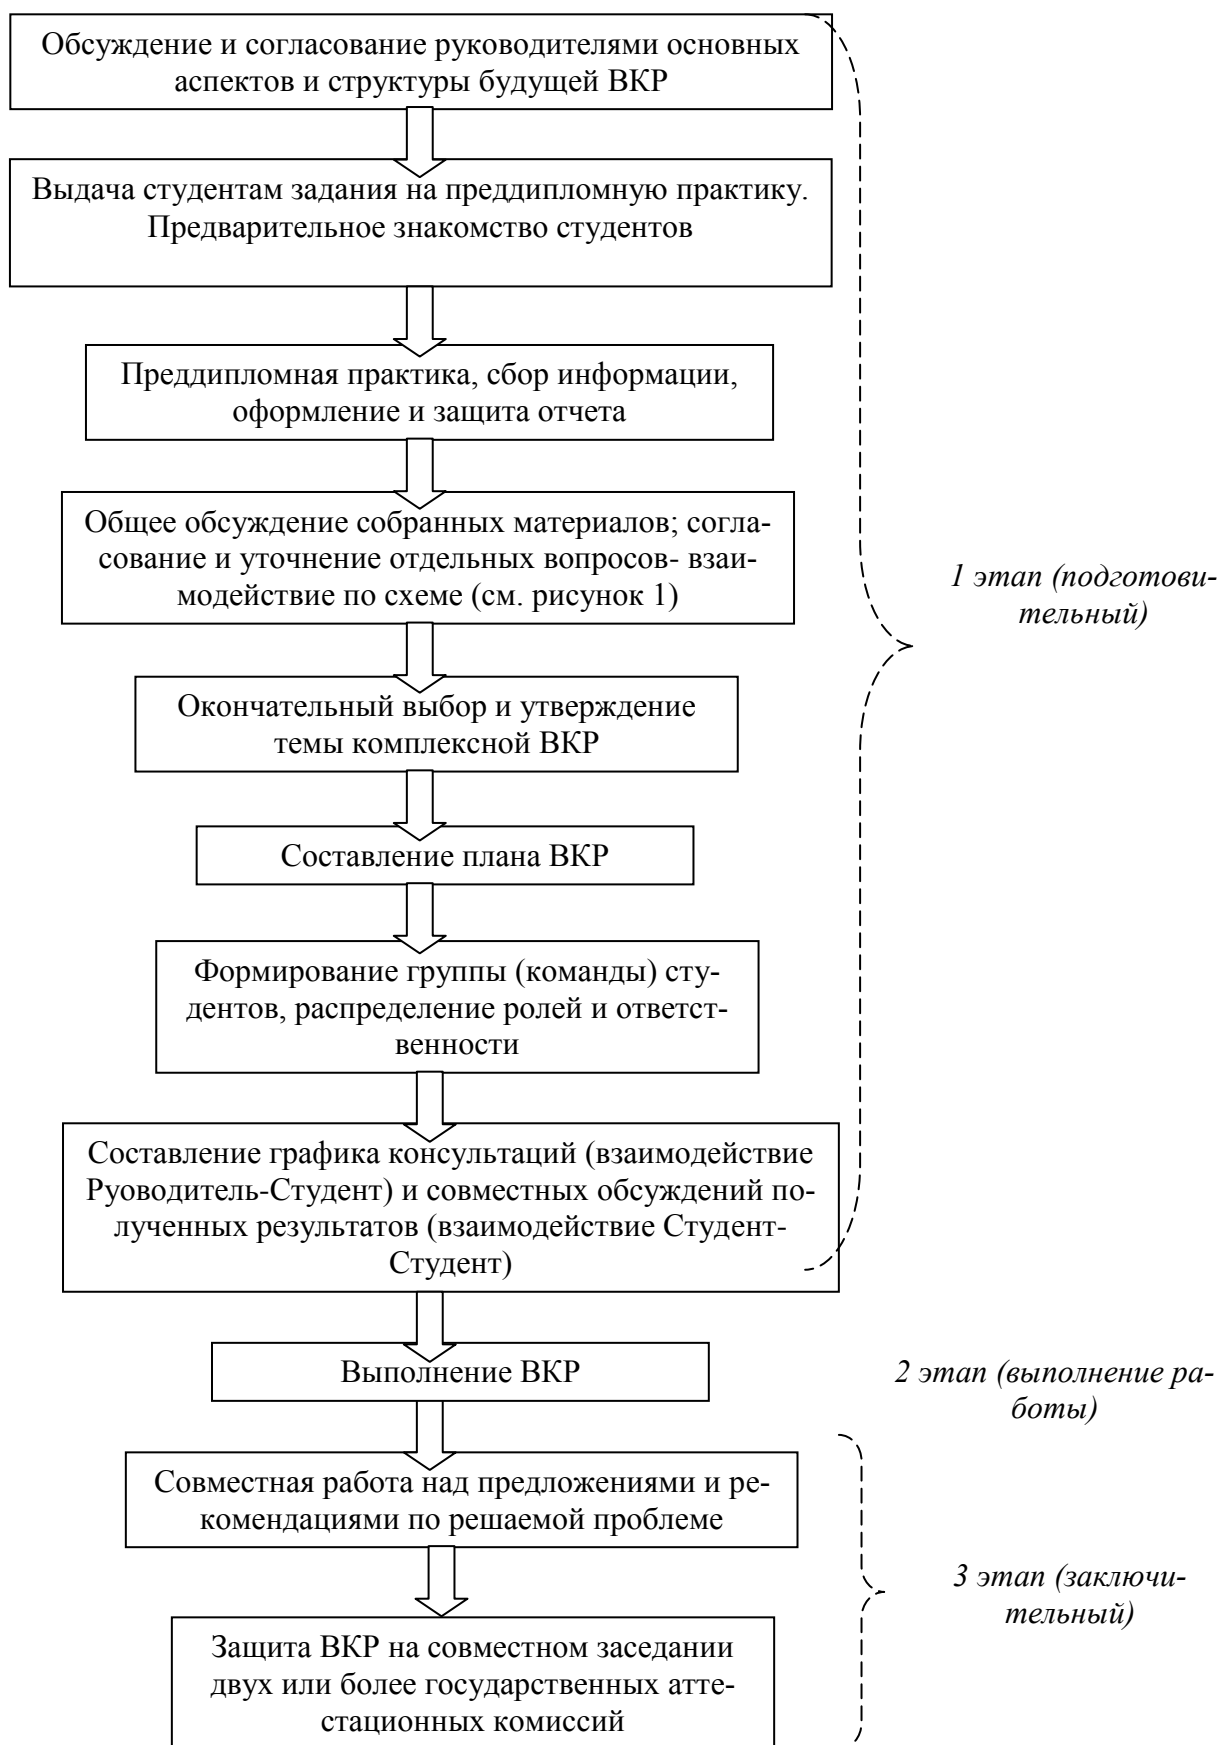 Обсуждение и согласование руководителями основных
аспектов и структуры будущей ВКР
Выдача студентам задания на преддипломную практику.
Предварительное знакомство студентов
Преддипломная практика, сбор информации,
оформление и защита отчета
Общее обсуждение собранных материалов; согла-
сование и уточнение отдельных вопросов- взаи-
модействие по схеме (см. рисунок 1)
1 этап (подготови-
тельный)
Окончательный выбор и утверждение
темы комплексной ВКР
Составление плана ВКР
Формирование группы (команды) сту-
дентов, распределение ролей и ответст-
венности
Составление графика консультаций (взаимодействие
Руоводитель-Студент) и совместных обсуждений по-
лученных результатов (взаимодействие Студент-
Студент)
Выполнение ВКР
2 этап (выполнение ра-
боты)
Совместная работа над предложениями и ре-
комендациями по решаемой проблеме
3 этап (заключи-
тельный)
Защита ВКР на совместном заседании
двух или более государственных атте-
стационных комиссий